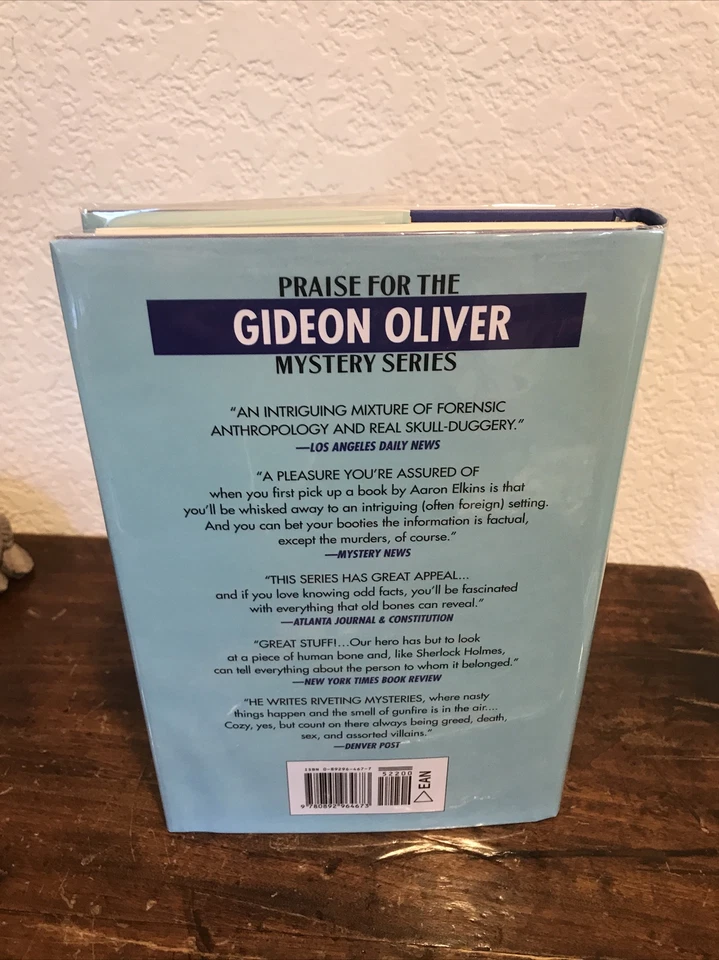 PRAISE FOR THE
GIDEON OLIVER
MYSTERY SERIES
"AN INTRIGUING MIXTURE OF FORENSIC
ANTHROPOLOGY AND REAL SKULL-DUGGERY."
—LOS ANGELES DAILY NEWS
"A PLEASURE YOU'RE ASSURED OF
when you first pick up a book by Aaron Elkins is that
you'll be whisked away to an intriguing (often foreign) setting.
And you can bet your booties the information is factual,
except the murders, of course."
—MYSTERY NEWS
"THIS SERIES HAS GREAT APPEAL...
and if you love knowing odd facts, you'll be fascinated
with everything that old bones can reveal."
—ATLANTA JOURNAL & CONSTITUTION
"GREAT STUFF!...Our hero has but to look
at a piece of human bone and, like Sherlock Holmes,
can tell everything about the person to whom it belonged."
—NEW YORK TIMES BOOK REVIEW
"HE WRITES RIVETING MYSTERIES, where nasty
things happen and the smell of gunfire is in the air....
Cozy, yes, but count on there always being greed, death,
sex, and assorted villains."
—DENVER POST
ISBN 0-89296-467-7
52200
EAN
9 780892 964673